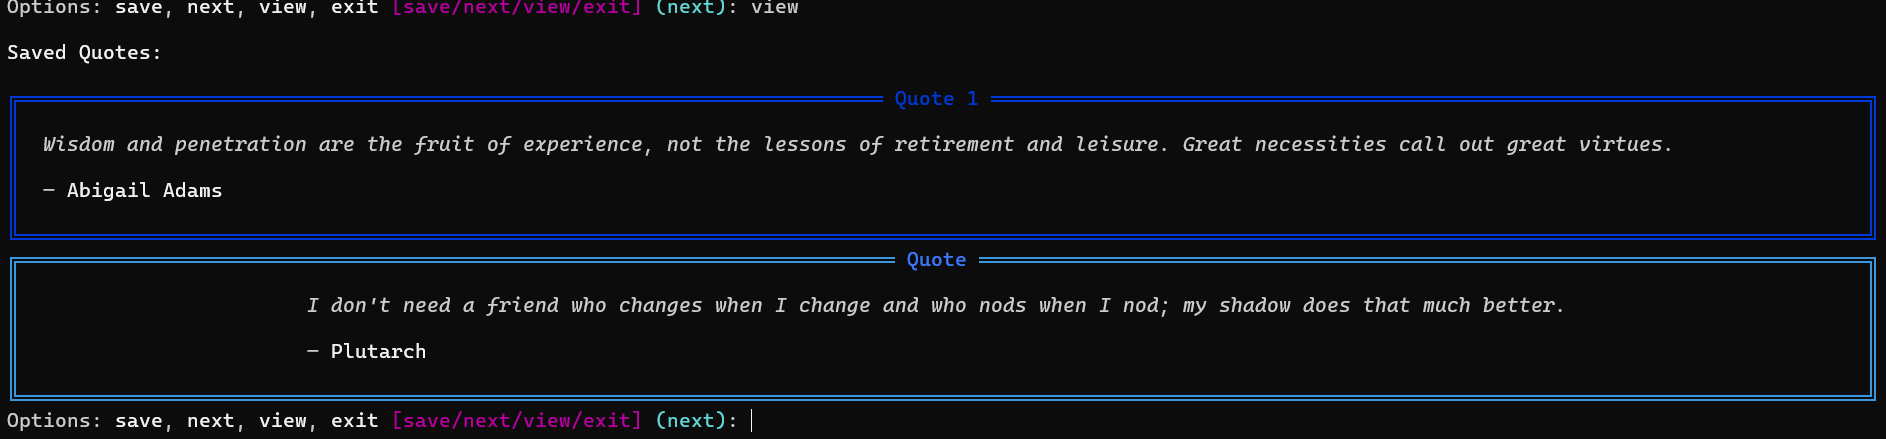 Options: save, next, view, exit [save/next/view/exit] (next): view
Saved Quotes:
Quote 1
Wisdom and penetration are the fruit of experience, not the lessons of retirement and leisure. Great necessities call out great virtues.
— Abigail Adams
Quote
I don't need a friend who changes when I change and who nods when I nod; my shadow does that much better.
— Plutarch
Options: save, next, view, exit [save/next/view/exit] (next):